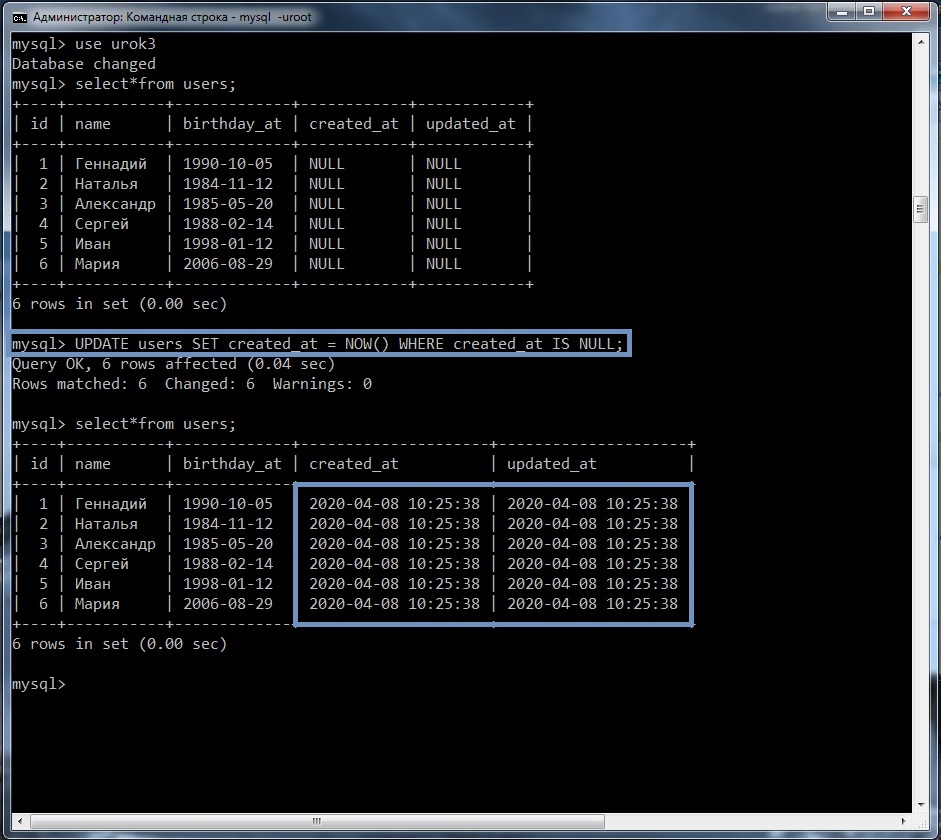 Администратор: Командная строка - mysql  -uroot
mysql> use urok3
Database changed
mysql> select*from users;
+----+-----------+-------------+------------+------------+
| id | name      | birthday_at | created_at | updated_at |
+----+-----------+-------------+------------+------------+
|  1 | Геннадий  | 1990-10-05  | NULL       | NULL       |
|  2 | Наталья   | 1984-11-12  | NULL       | NULL       |
|  3 | Александр | 1985-05-20  | NULL       | NULL       |
|  4 | Сергей    | 1988-02-14  | NULL       | NULL       |
|  5 | Иван      | 1998-01-12  | NULL       | NULL       |
|  6 | Мария     | 2006-08-29  | NULL       | NULL       |
+----+-----------+-------------+------------+------------+
6 rows in set (0.00 sec)
mysql> UPDATE users SET created_at = NOW() WHERE created_at IS NULL;
Query OK, 6 rows affected (0.04 sec)
Rows matched: 6  Changed: 6  Warnings: 0
mysql> select*from users;
+----+-----------+-------------+---------------------+---------------------+
| id | name      | birthday_at | created_at          | updated_at          |
+----+-----------+-------------+---------------------+---------------------+
|  1 | Геннадий  | 1990-10-05  | 2020-04-08 10:25:38 | 2020-04-08 10:25:38
|  2 | Наталья   | 1984-11-12  | 2020-04-08 10:25:38 | 2020-04-08 10:25:38
|  3 | Александр | 1985-05-20  | 2020-04-08 10:25:38 | 2020-04-08 10:25:38
|  4 | Сергей    | 1988-02-14  | 2020-04-08 10:25:38 | 2020-04-08 10:25:38
|  5 | Иван      | 1998-01-12  | 2020-04-08 10:25:38 | 2020-04-08 10:25:38
|  6 | Мария     | 2006-08-29  | 2020-04-08 10:25:38 | 2020-04-08 10:25:38
+----+-----------+-------------+---------------------+---------------------+
6 rows in set (0.00 sec)
mysql>